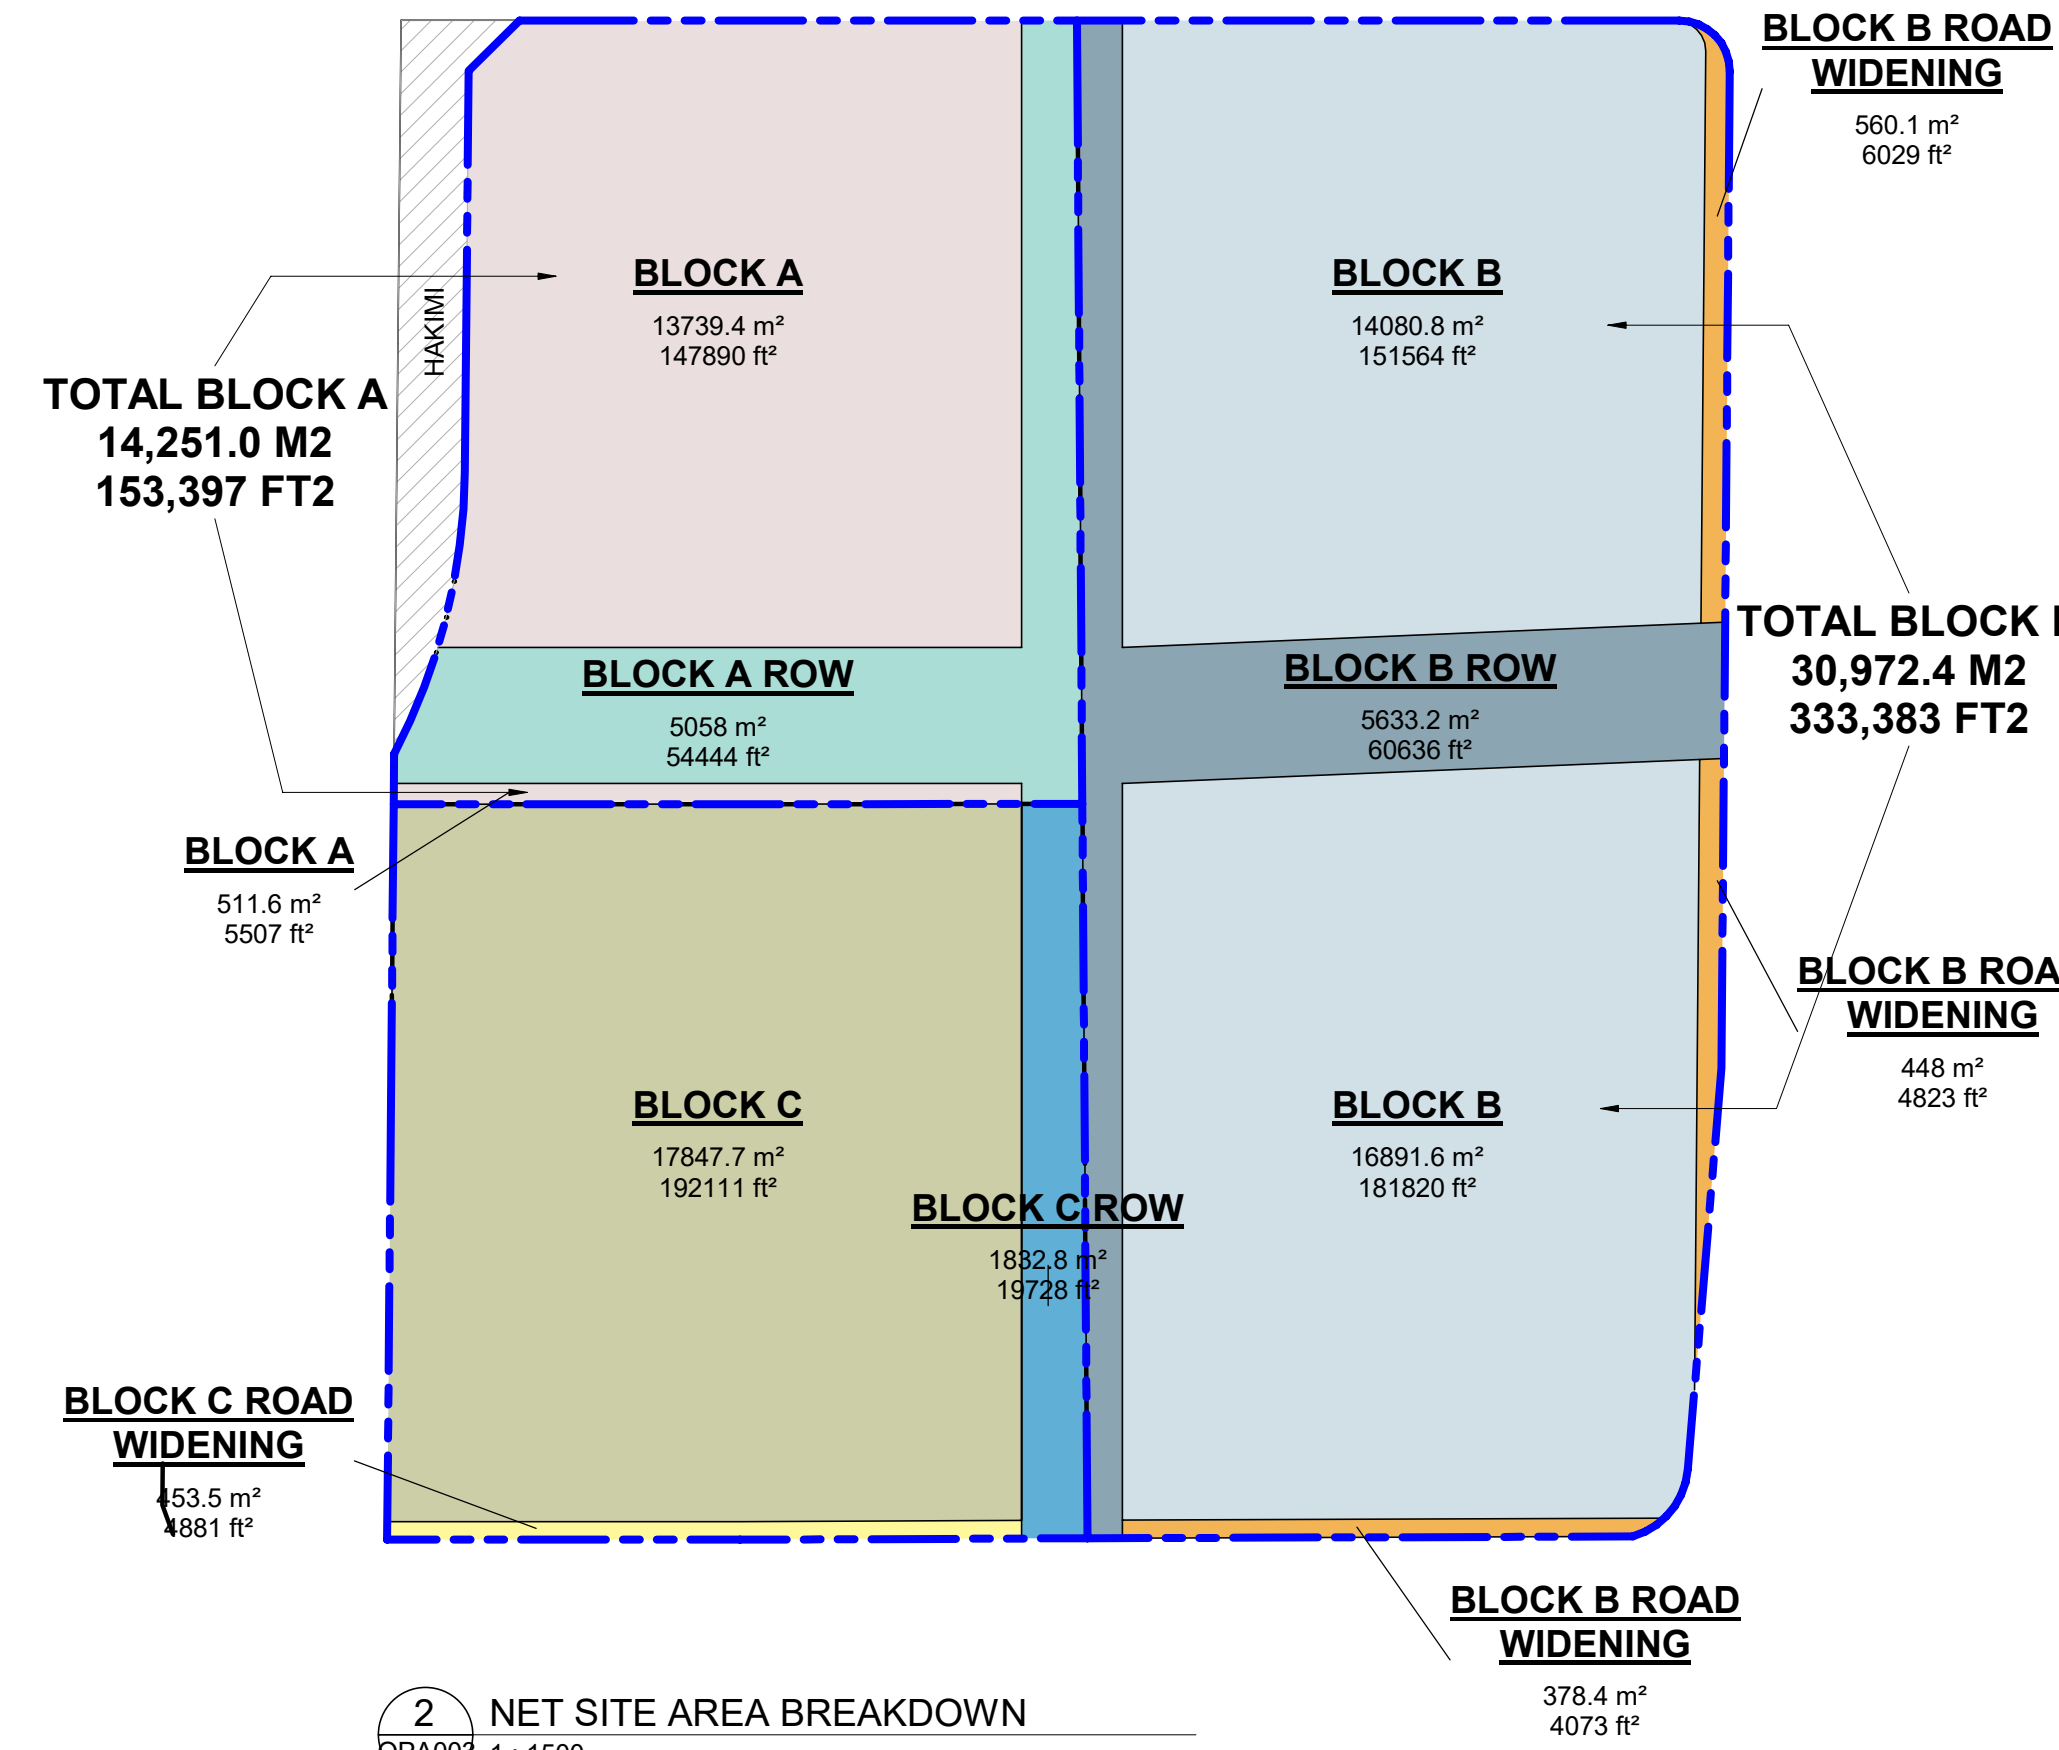 BLOCK B ROAD
WIDENING
560.1 m²
6029 ft²
BLOCK A
13739.4 m²
147890 ft²
BLOCK B
14080.8 m²
151564 ft²
HAKIMI
TOTAL BLOCK A
14,251.0 M2
153,397 FT2
TOTAL BLOCK
30,972.4 M2
333,383 FT2
BLOCK A ROW
5058 m²
54444 ft²
BLOCK B ROW
5633.2 m²
60636 ft²
BLOCK A
511.6 m²
5507 ft²
BLOCK B ROA
WIDENING
448 m²
4823 ft²
BLOCK C
17847.7 m²
192111 ft²
BLOCK B
16891.6 m²
181820 ft²
BLOCK C ROW
1832.8 m²
19728 ft²
BLOCK C ROAD
WIDENING
453.5 m²
4881 ft²
BLOCK B ROAD
WIDENING
378.4 m²
4073 ft²
2 NET SITE AREA BREAKDOWN
1 : 1500